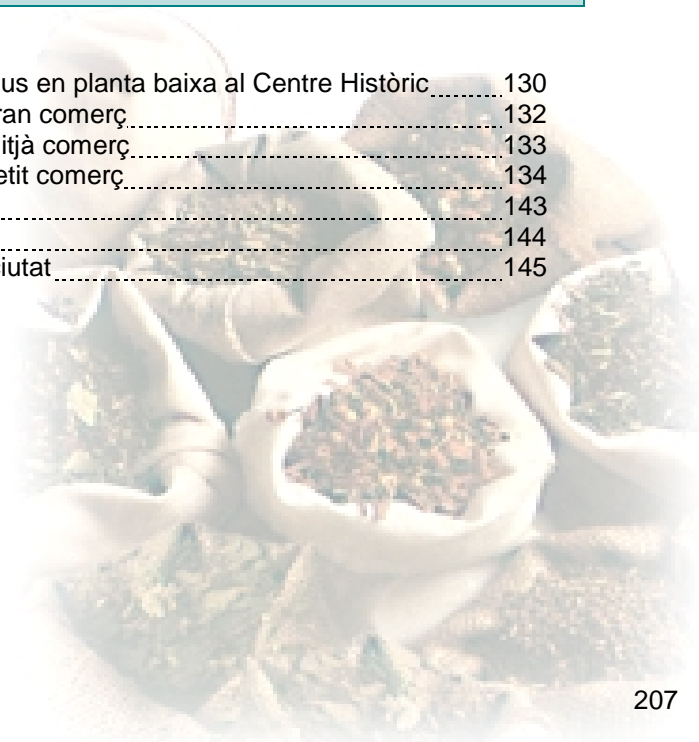 us en planta baixa al Centre Històric 130
ran comerç 132
itjà comerç 133
etit comerç 134
143
144
ciutat 145
207